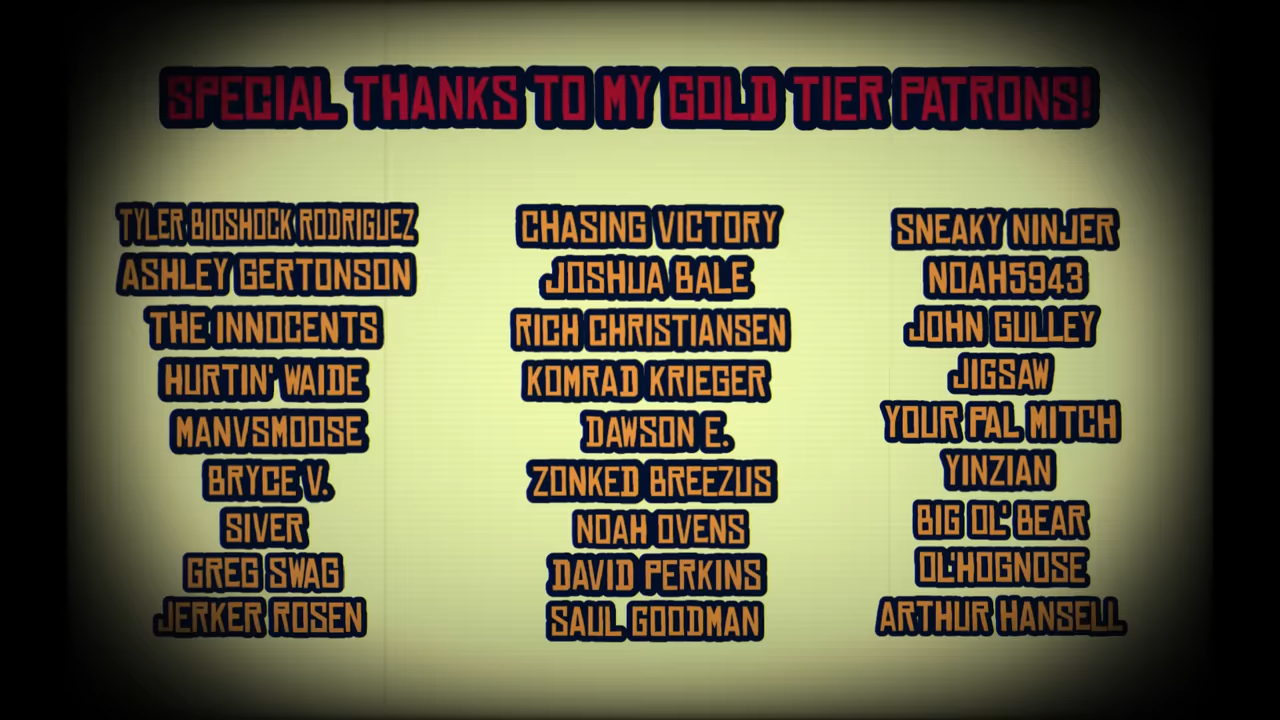 SPECIAL THANKS TO MY GOLD TIER PATRONS!
TYLER BIOSHOCK RODRIGUEZ
ASHLEY GERTONSON
THE INNOCENTS
HURTIN' WAIDE
MANVSMOOSE
BRYCE V.
SIVER
GREG SWAG
JERKER ROSEN
CHASING VICTORY
JOSHUA BALE
RICH CHRISTIANSEN
KOMRAD KRIEGER
DAWSON E.
ZONKED BREEZUS
NOAH OVENS
DAVID PERKINS
SAUL GOODMAN
SNEAKY NINJER
NOAH5943
JOHN GULLEY
JIGSAW
YOUR PAL MITCH
YINZIAN
BIG OL' BEAR
OL'HOGNOSE
ARTHUR HANSELL